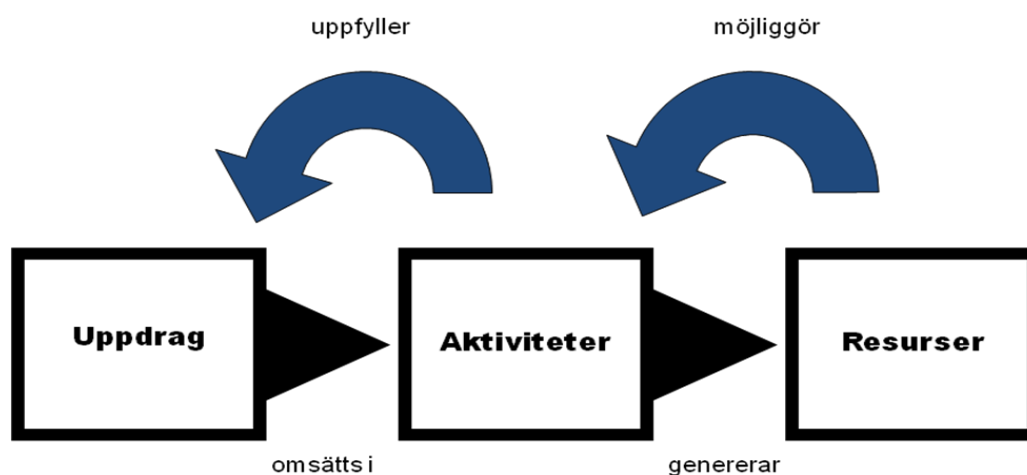 uppfyller
möjliggör
Uppdrag
Aktiviteter
Resurser
omsätts i
genererar